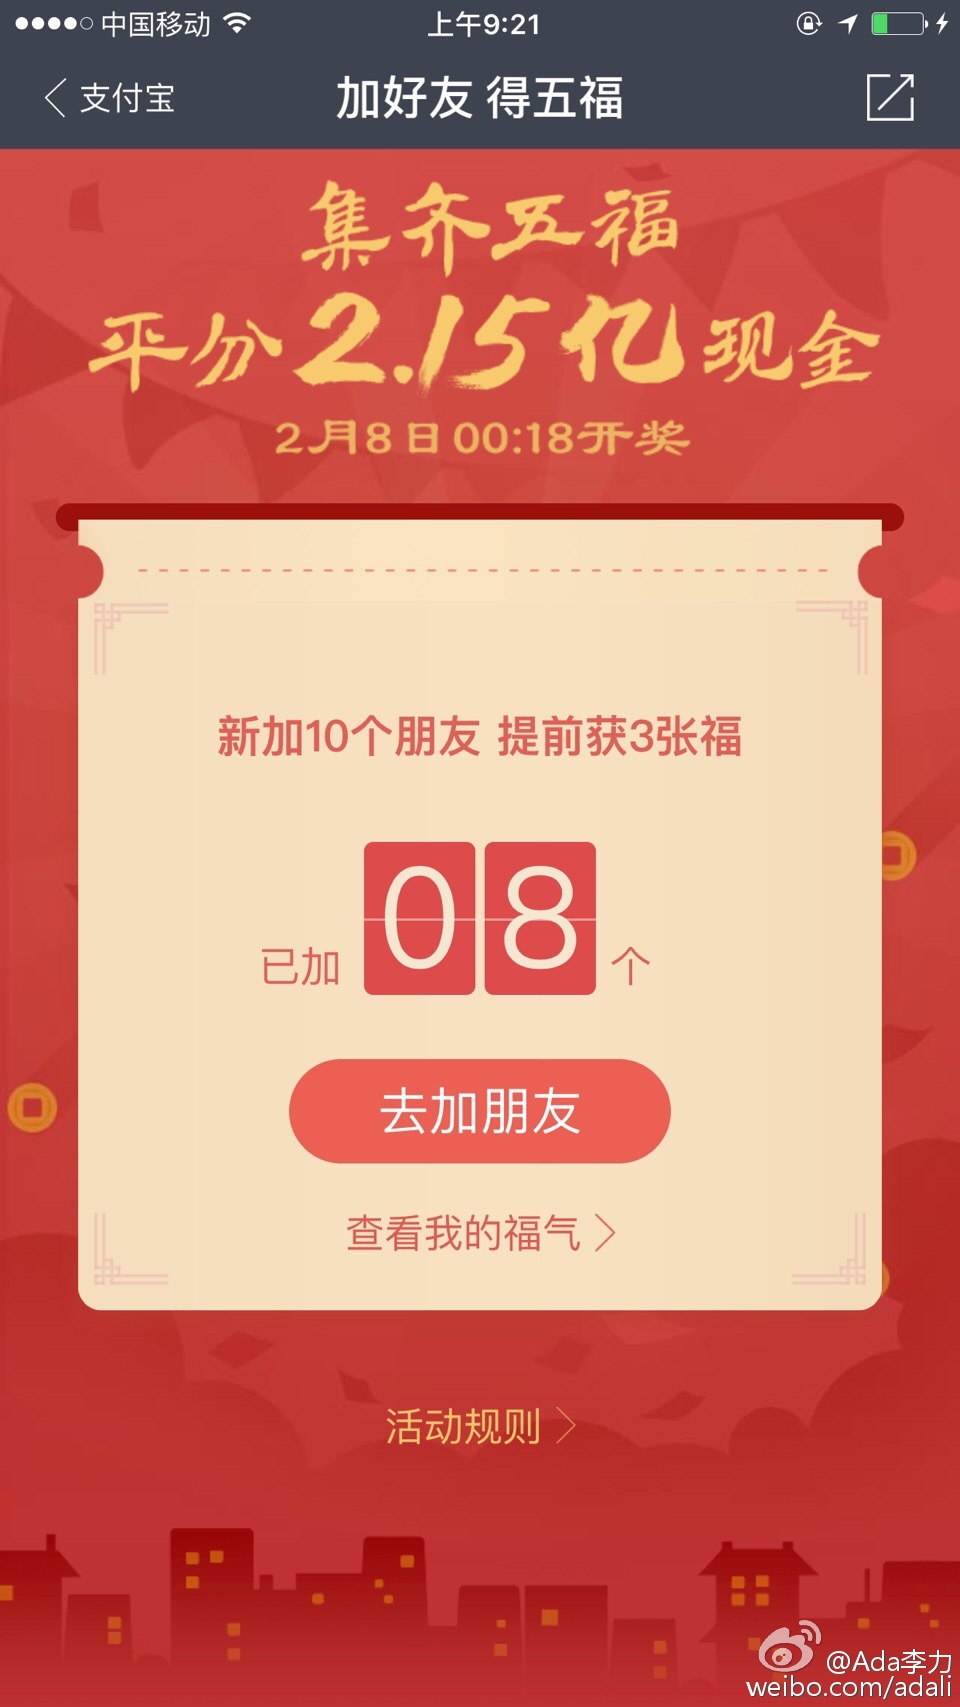 中国移动
上午9:21
支付宝
加好友 得五福
集齐五福
平分2.15亿现金
2月8日00:18开奖
新加10个朋友 提前获3张福
已加 08 个
去加朋友
查看我的福气
活动规则
@Ada李力
weibo.com/adali